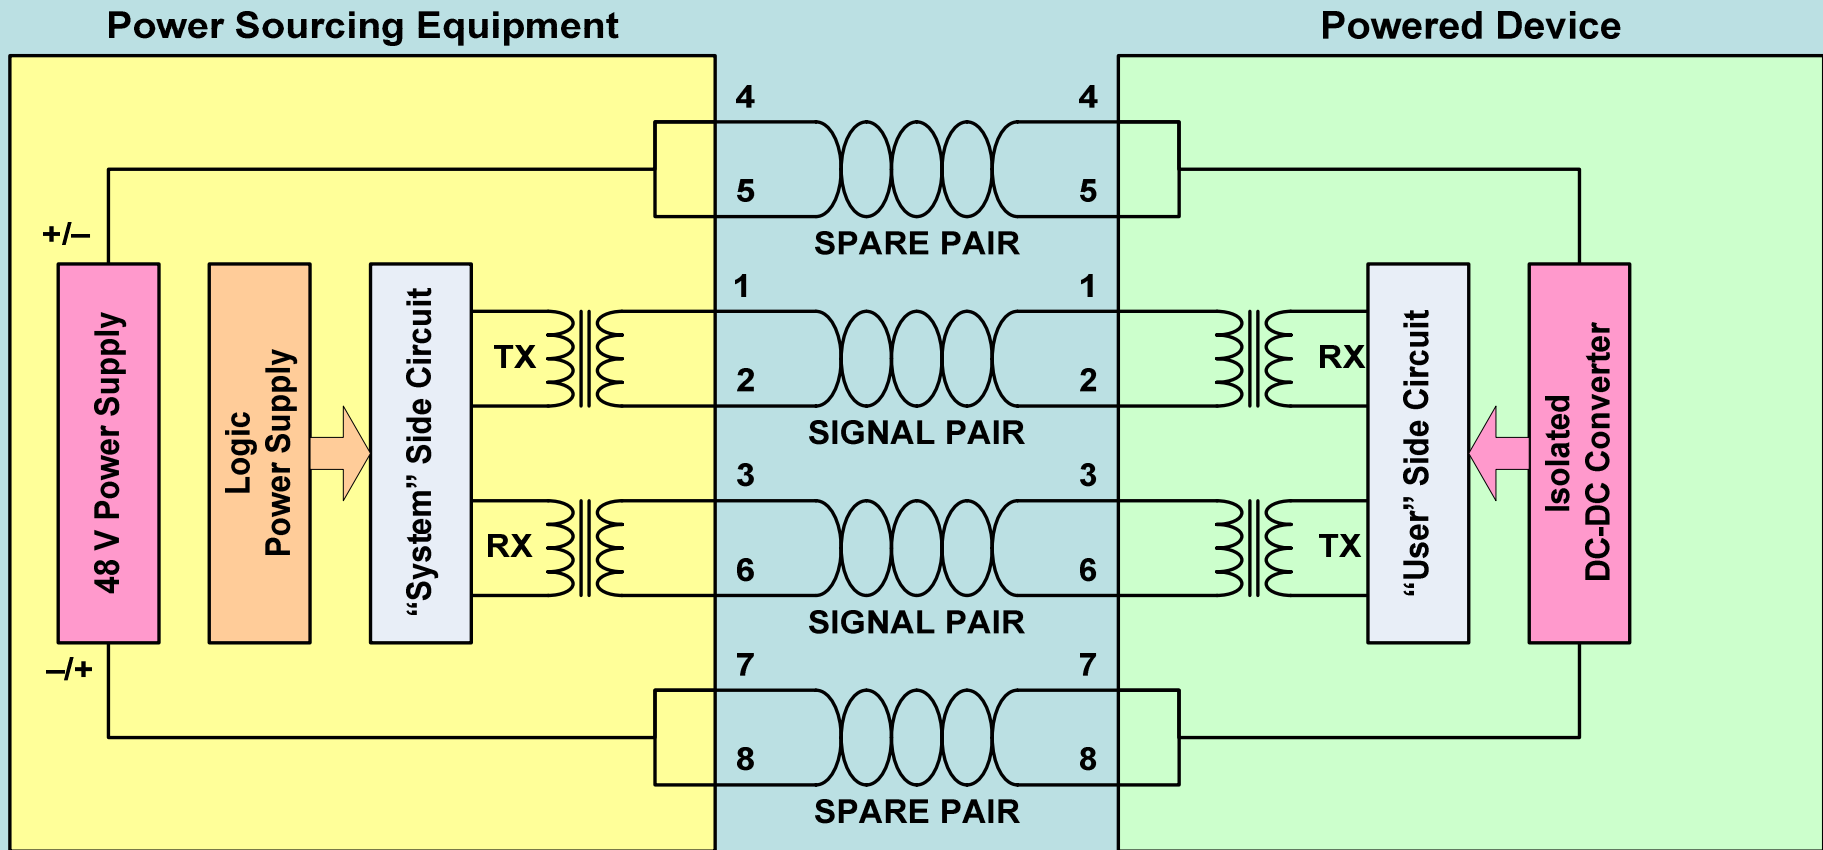 Power Sourcing Equipment
Powered Device
4
4
5
5
SPARE PAIR
+/–
1
1
TX
RX
2
2
SIGNAL PAIR
48 V Power Supply
Logic
Power Supply
“System” Side Circuit
“User” Side Circuit
Isolated
DC-DC Converter
3
3
RX
TX
6
6
SIGNAL PAIR
–/+
7
7
8
8
SPARE PAIR